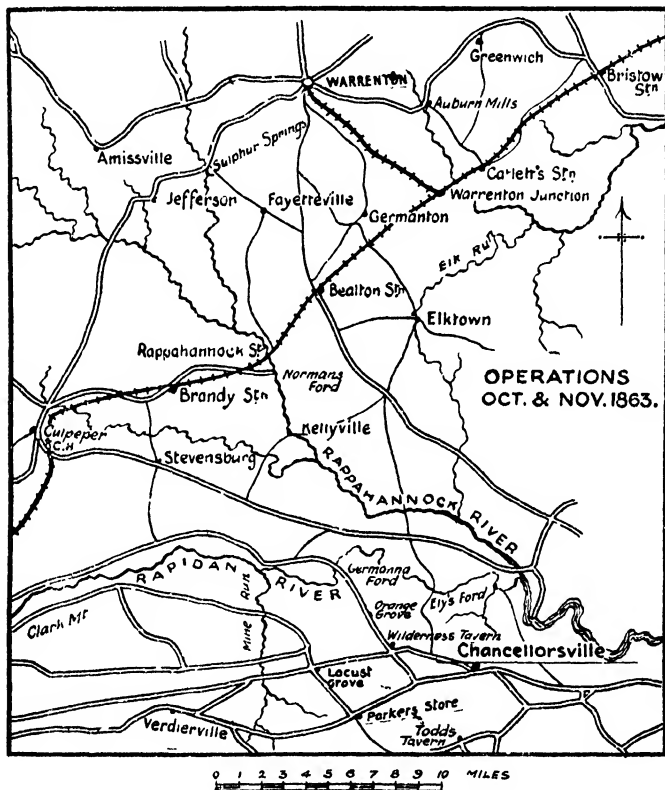 Greenwich
WARRENTON
Bristow
Stn
Auburn Mills
Amissville
Sulphur Springs
Catlett's Stn
Warrenton Junction
Jefferson
Fayetteville
Germanton
Elk Run
Bealton Stn
Elktown
Rappahannock St.
Normans
Ford
OPERATIONS
OCT. & NOV. 1863.
Brandy Stn
Culpeper
C.H
Kellyville
Stevensburg
RAPPAHANNOCK RIVER
RAPIDAN RIVER
Germanna
Ford
Mine Run
Orange
Grove
Ely's Ford
Clark Mt
Wilderness Tavern
Chancellorsville
Locust
Grove
Verdierville
Parkers Store
Todds
Tavern
0 1 2 3 4 5 6 7 8 9 10 MILES